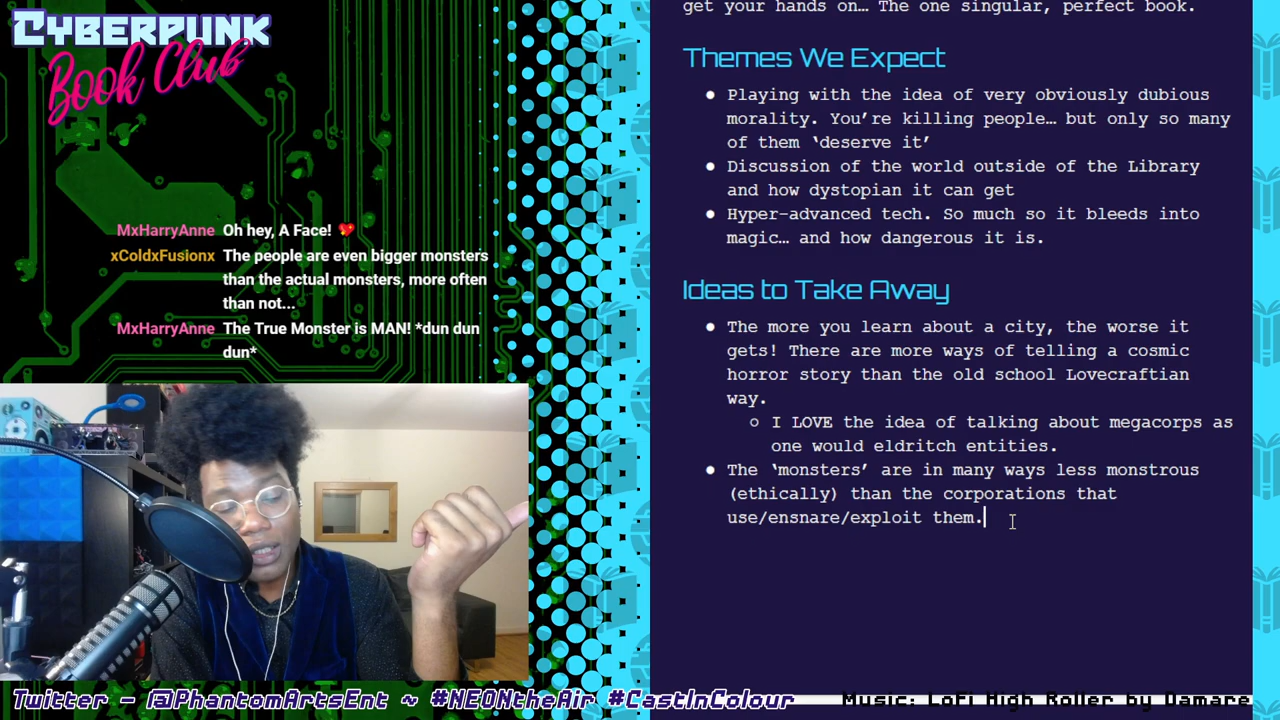 CYBERPUNK
Book Club
MxHarryAnne Oh hey, A Face! 💖
xColdxFusionx The people are even bigger monsters
than the actual monsters, more often
than not...
MxHarryAnne The True Monster is MAN! *dun dun
dun*
get your hands on… The one singular, perfect book.
Themes We Expect
● Playing with the idea of very obviously dubious
morality. You’re killing people… but only so many
of them ‘deserve it’
● Discussion of the world outside of the Library
and how dystopian it can get
● Hyper-advanced tech. So much so it bleeds into
magic… and how dangerous it is.
Ideas to Take Away
● The more you learn about a city, the worse it
gets! There are more ways of telling a cosmic
horror story than the old school Lovecraftian
way.
○ I LOVE the idea of talking about megacorps as
one would eldritch entities.
● The ‘monsters’ are in many ways less monstrous
(ethically) than the corporations that
use/ensnare/exploit them.
Twitter - @PhantomArtsEnt ~ #NEONtheAir #CastInColour
Music: LoFi High Roller by Damare